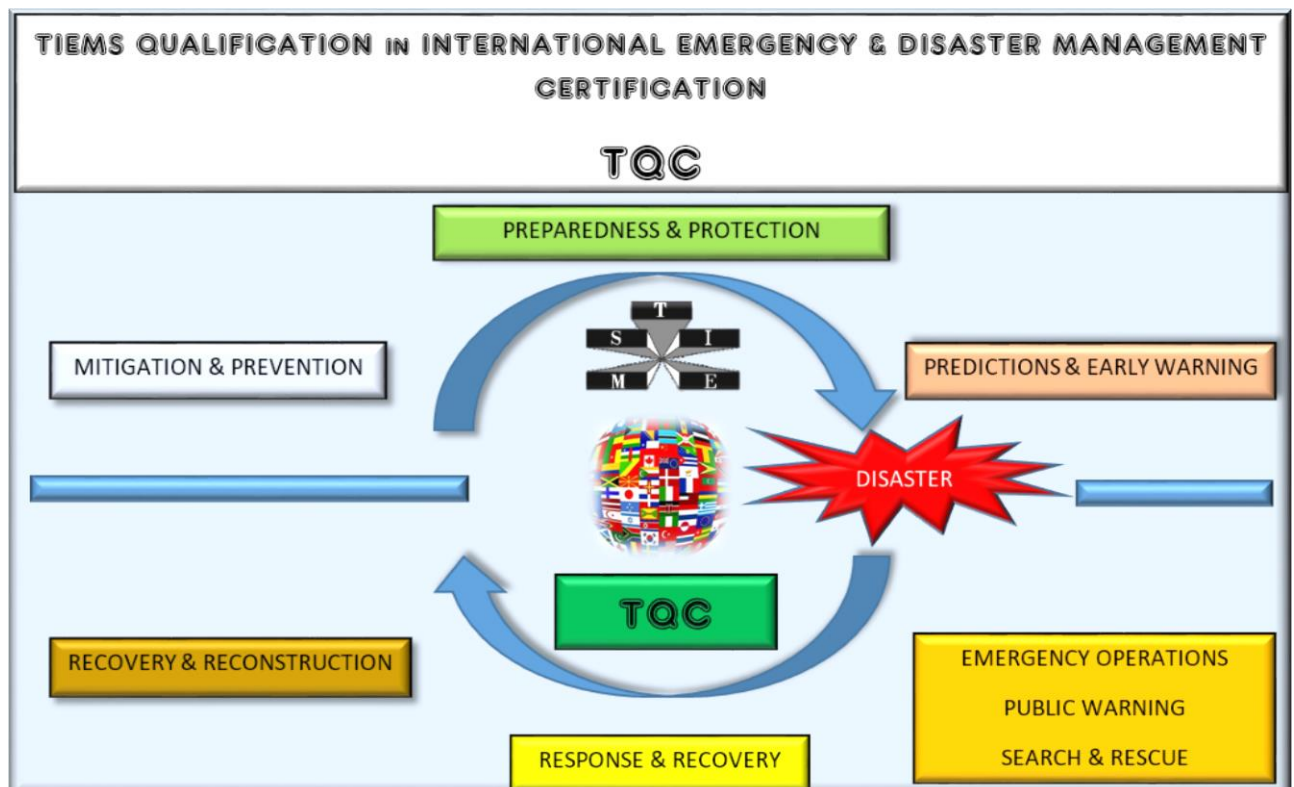 TIEMS QUALIFICATION in INTERNATIONAL EMERGENCY & DISASTER MANAGEMENT
CERTIFICATION
TQC
PREPAREDNESS & PROTECTION
T
S I
M E
MITIGATION & PREVENTION
PREDICTIONS & EARLY WARNING
DISASTER
TQC
RECOVERY & RECONSTRUCTION
EMERGENCY OPERATIONS
PUBLIC WARNING
SEARCH & RESCUE
RESPONSE & RECOVERY